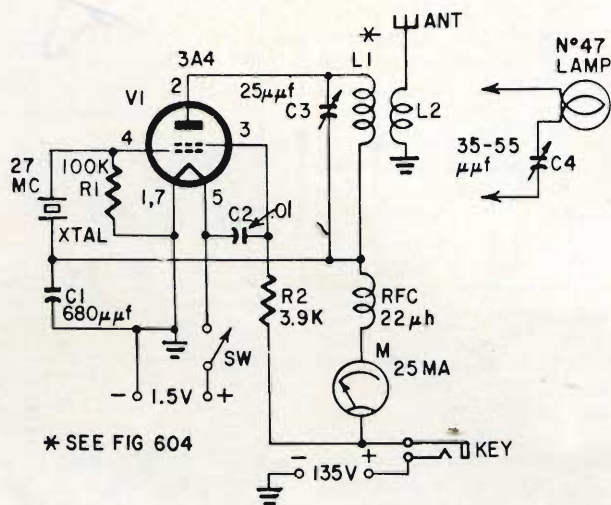 ANT
3A4
*
L1
N°47
LAMP
2
25μμf
V1
C3
L2
4
3
35-55
μμf
C4
27
MC
100K
R1
1,7
5
C2
.01
XTAL
C1
680μμf
R2
3.9K
RFC
22μh
SW
M
25 MA
- 1.5V +
* SEE FIG 604
KEY
- +
135V